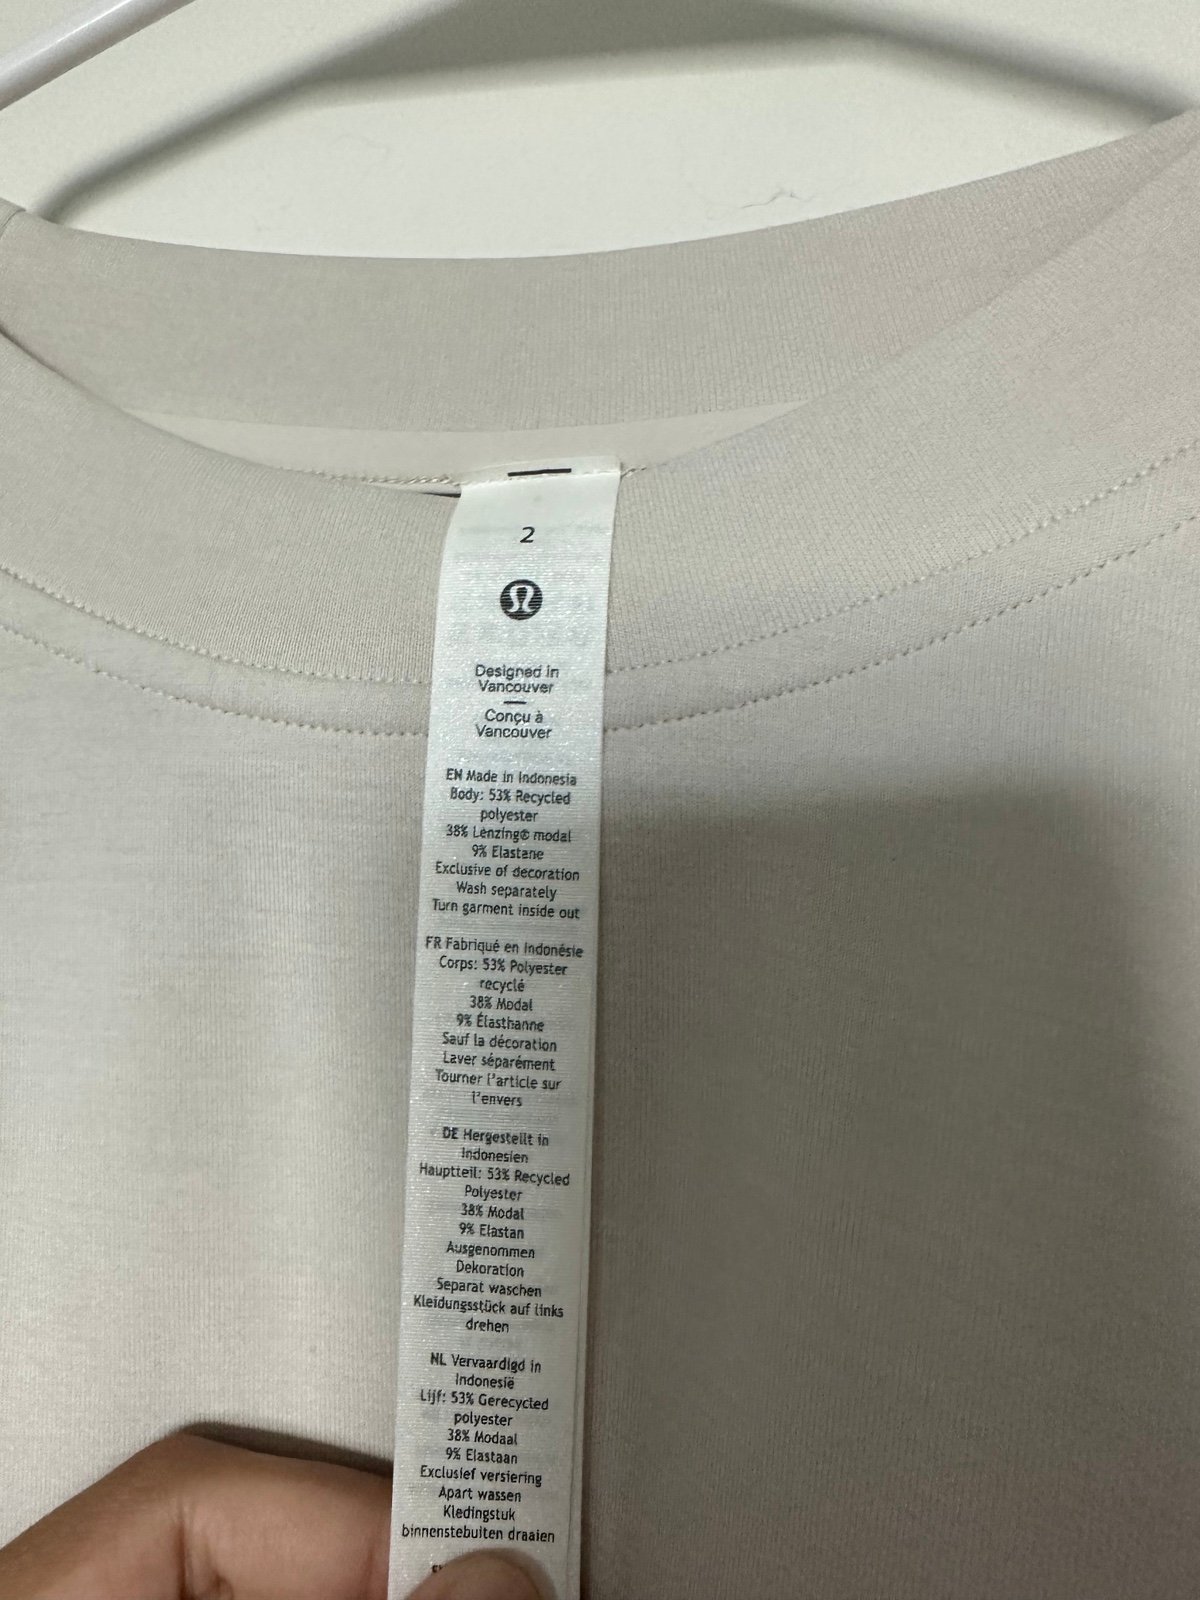 2
Designed in
Vancouver
Conçu à
Vancouver
EN Made in Indonesia
Body: 53% Recycled
polyester
38% Lenzing® modal
9% Elastane
Exclusive of decoration
Wash separately
Turn garment inside out
FR Fabriqué en Indonésie
Corps: 53% Polyester
recyclé
38% Modal
9% Élasthanne
Sauf la décoration
Laver séparément
Tourner l'article sur
l'envers
DE Hergestellt in
Indonesien
Hauptteil: 53% Recycled
Polyester
38% Modal
9% Elastan
Ausgenommen
Dekoration
Separat waschen
Kleidungsstück auf links
drehen
NL Vervaardigd in
Indonesië
Lijf: 53% Gerecycled
polyester
38% Modaal
9% Elastaan
Exclusief versiering
Apart wassen
Kledingstuk
binnenstebuiten draaien